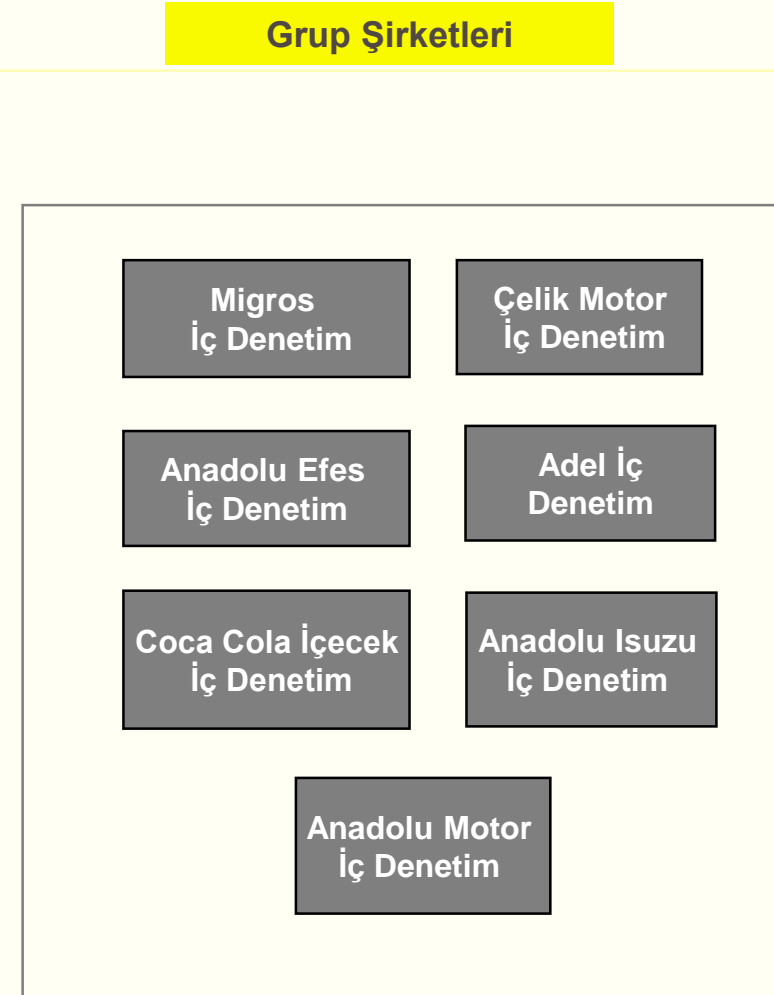 Grup Şirketleri
Migros
İç Denetim
Çelik Motor
İç Denetim
Anadolu Efes
İç Denetim
Adel İç
Denetim
Coca Cola İçecek
İç Denetim
Anadolu Isuzu
İç Denetim
Anadolu Motor
İç Denetim